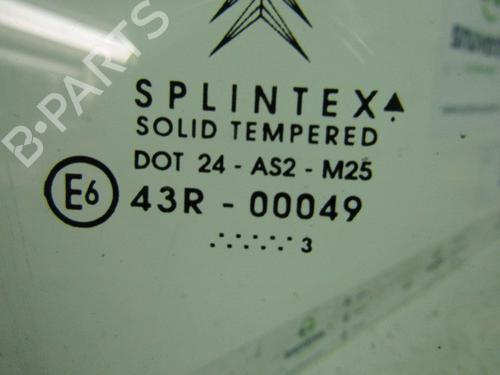 SPLINTEX
SOLID TEMPERED
DOT 24 - AS2 - M25
E6 43R - 00049
3
B-PARTS